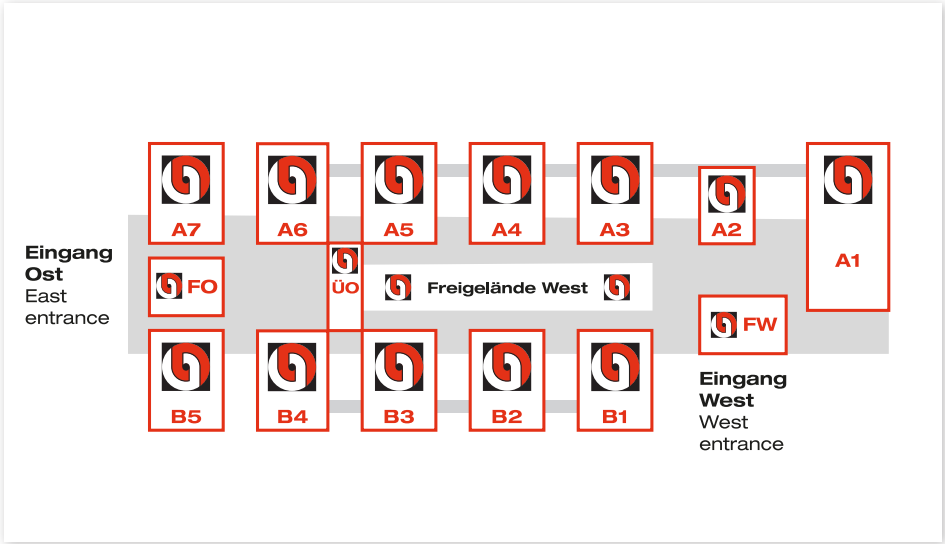 A7
A6
A5
A4
A3
A2
A1
Eingang
Ost
East
entrance
FO
ÜO
Freigelände West
FW
B5
B4
B3
B2
B1
Eingang
West
West
entrance